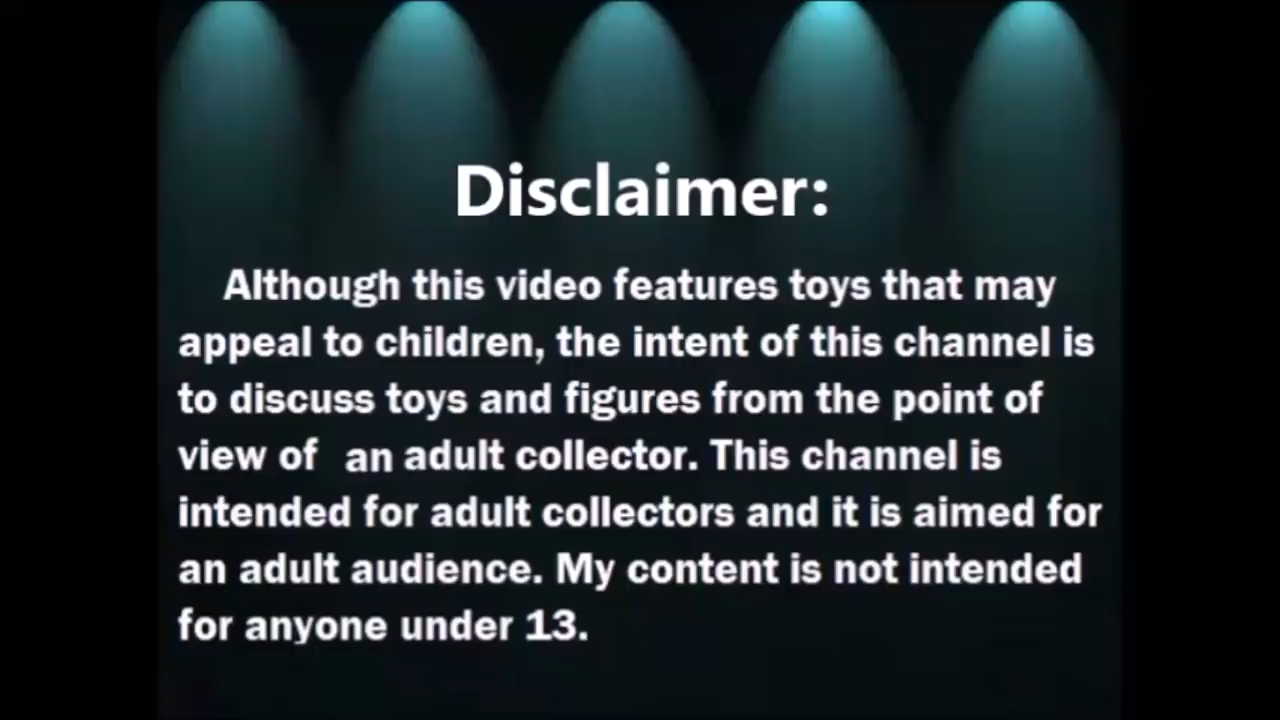 Disclaimer:
Although this video features toys that may
appeal to children, the intent of this channel is
to discuss toys and figures from the point of
view of an adult collector. This channel is
intended for adult collectors and it is aimed for
an adult audience. My content is not intended
for anyone under 13.